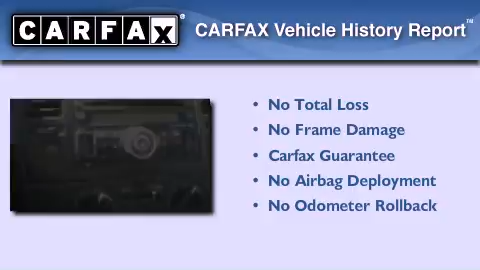 CARFAX® CARFAX Vehicle History Report™
• No Total Loss
• No Frame Damage
• Carfax Guarantee
• No Airbag Deployment
• No Odometer Rollback